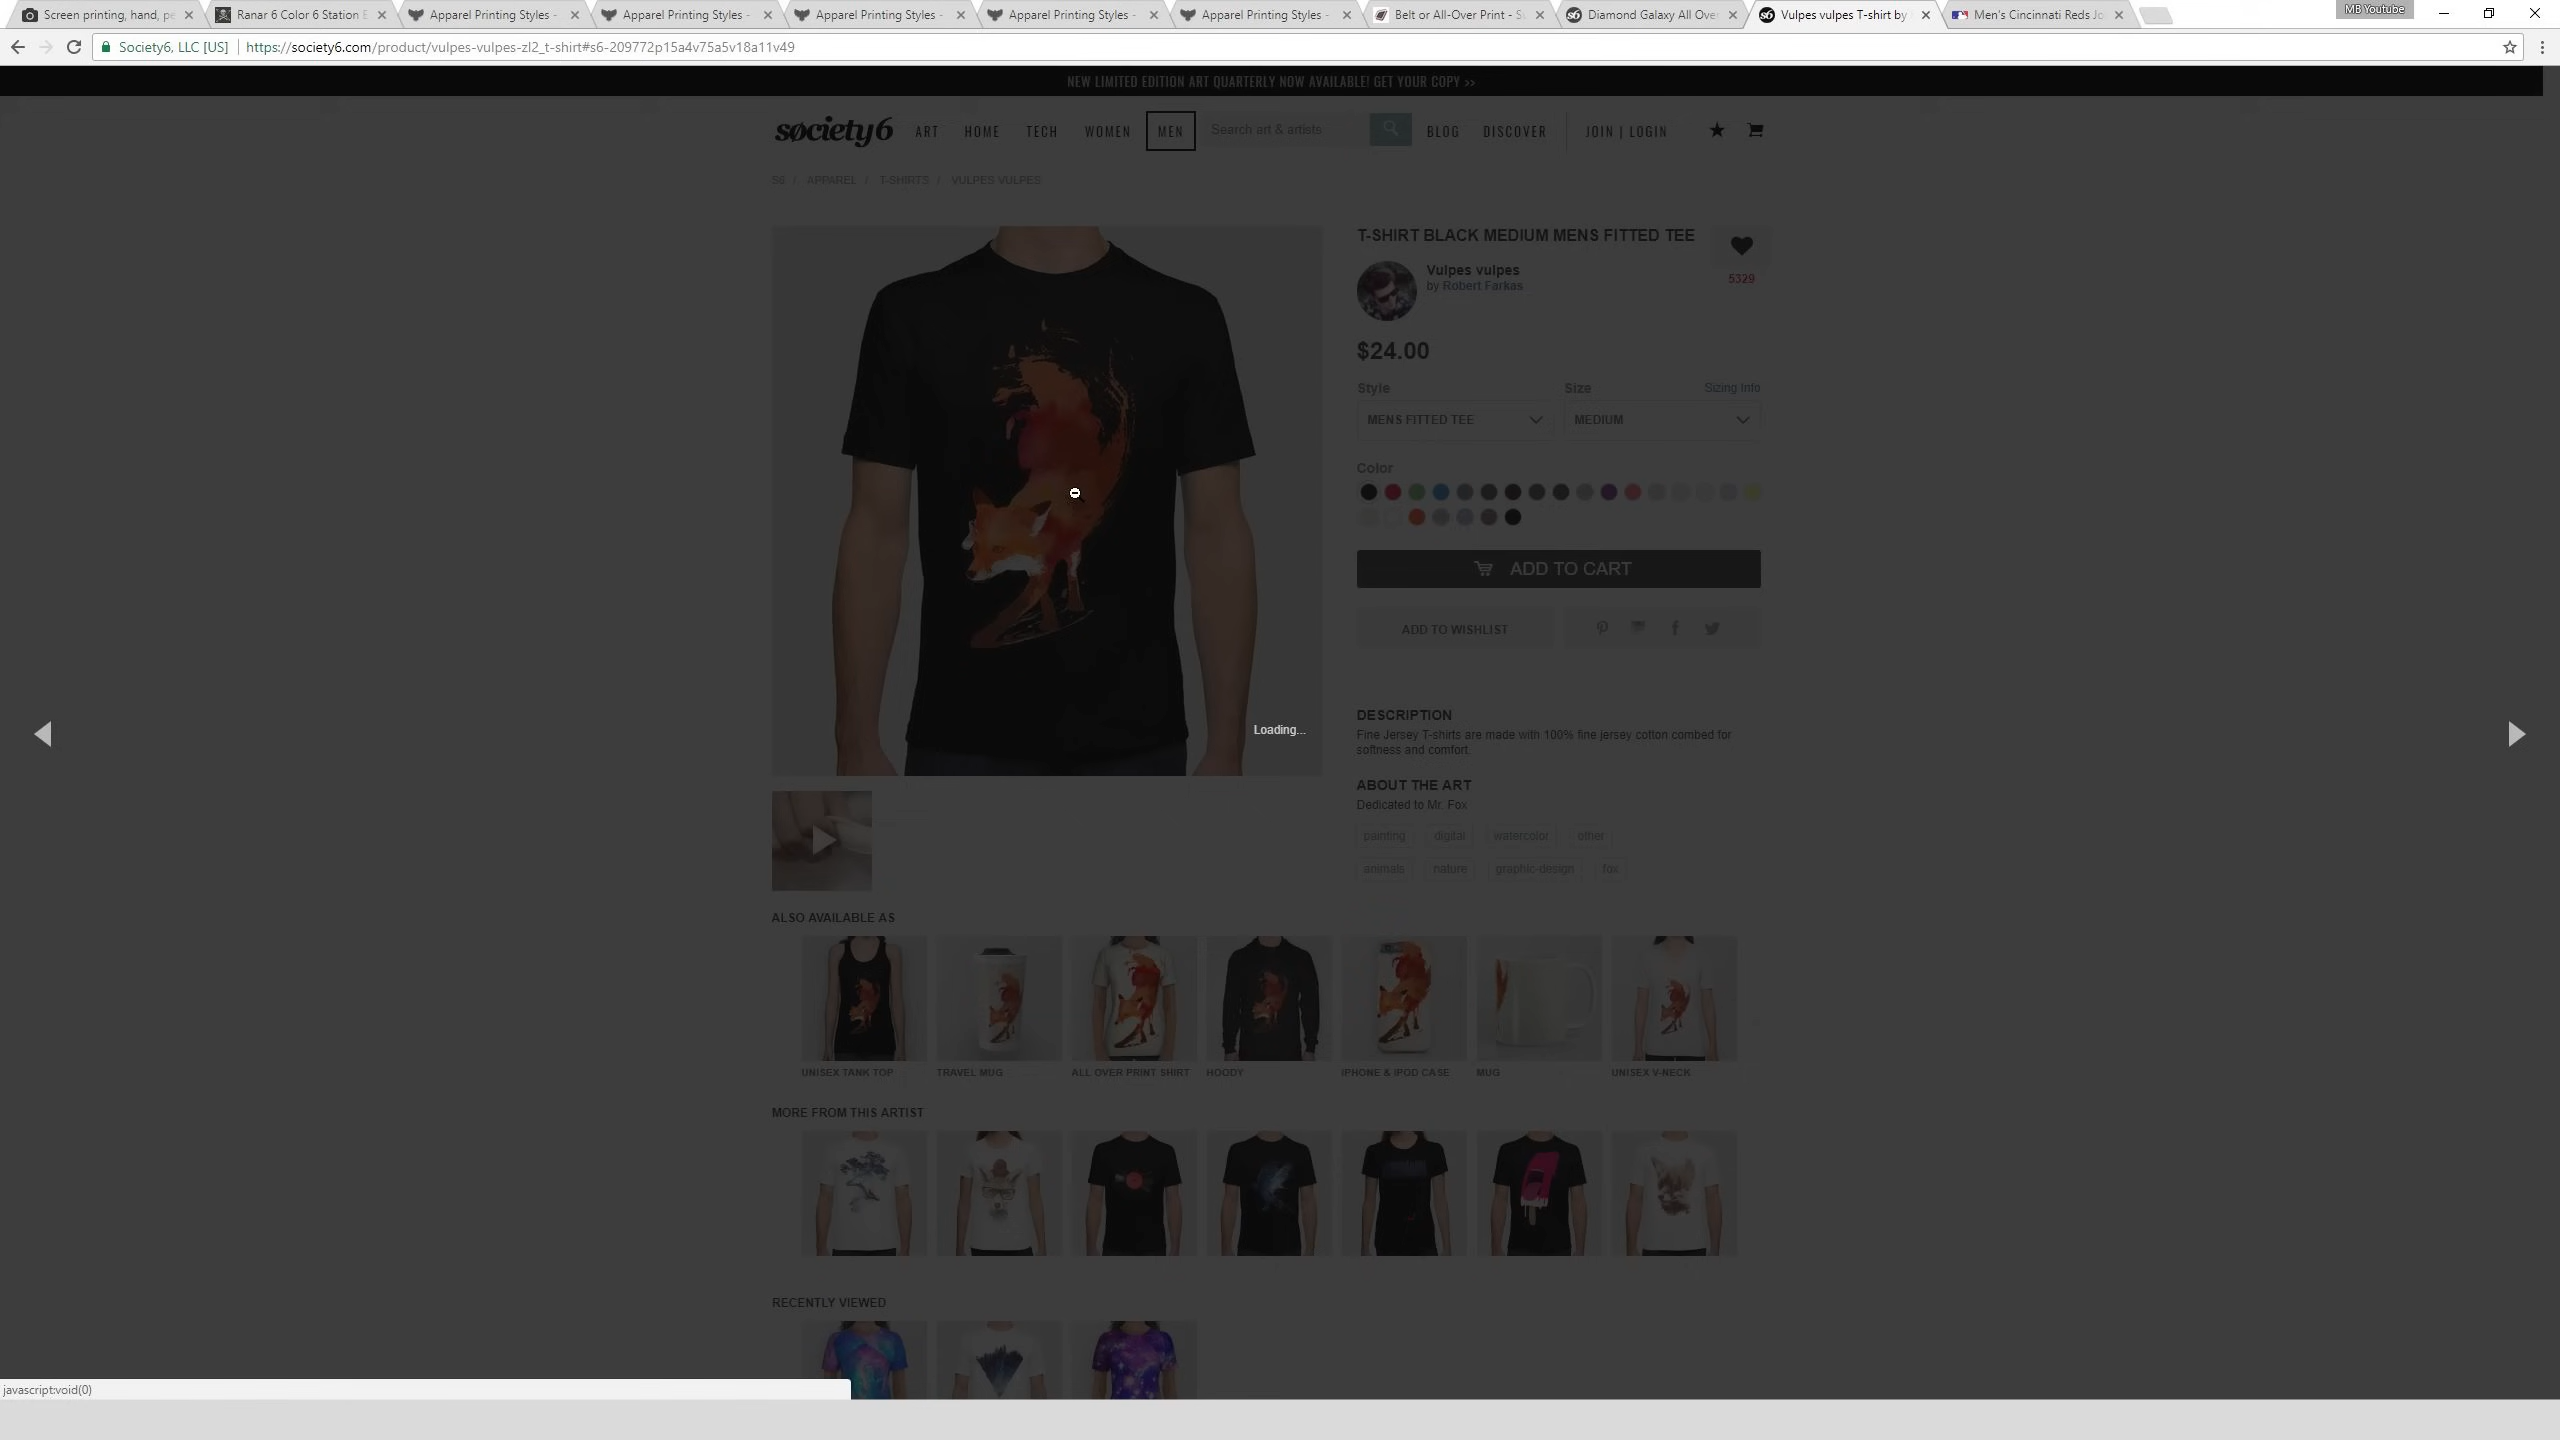 Screen printing, hand, pe
Ranar 6 Color 6 Station E
Apparel Printing Styles -
Apparel Printing Styles -
Apparel Printing Styles -
Apparel Printing Styles -
Apparel Printing Styles -
Belt or All-Over Print - S
Diamond Galaxy All Over
Vulpes vulpes T-shirt by
Men's Cincinnati Reds Jo
MB Youtube
Society6, LLC [US]
https://society6.com/product/vulpes-vulpes-zl2_t-shirt#s6-209772p15a4v75a5v18a11v49
NEW LIMITED EDITION ART QUARTERLY NOW AVAILABLE! GET YOUR COPY >>
søciety6 ART HOME TECH WOMEN MEN Search art & artists BLOG DISCOVER JOIN | LOGIN
S6 / APPAREL / T-SHIRTS / VULPES VULPES
T-SHIRT BLACK MEDIUM MENS FITTED TEE
Vulpes vulpes
by Robert Farkas
5329
$24.00
Style Size Sizing Info
MENS FITTED TEE MEDIUM
Color
ADD TO CART
ADD TO WISHLIST
Loading...
DESCRIPTION
Fine Jersey T-shirts are made with 100% fine jersey cotton combed for
softness and comfort.
ABOUT THE ART
Dedicated to Mr. Fox
painting digital watercolor other
animals nature graphic-design fox
ALSO AVAILABLE AS
UNISEX TANK TOP TRAVEL MUG ALL OVER PRINT SHIRT HOODY IPHONE & IPOD CASE MUG UNISEX V-NECK
MORE FROM THIS ARTIST
RECENTLY VIEWED
javascript:void(0)